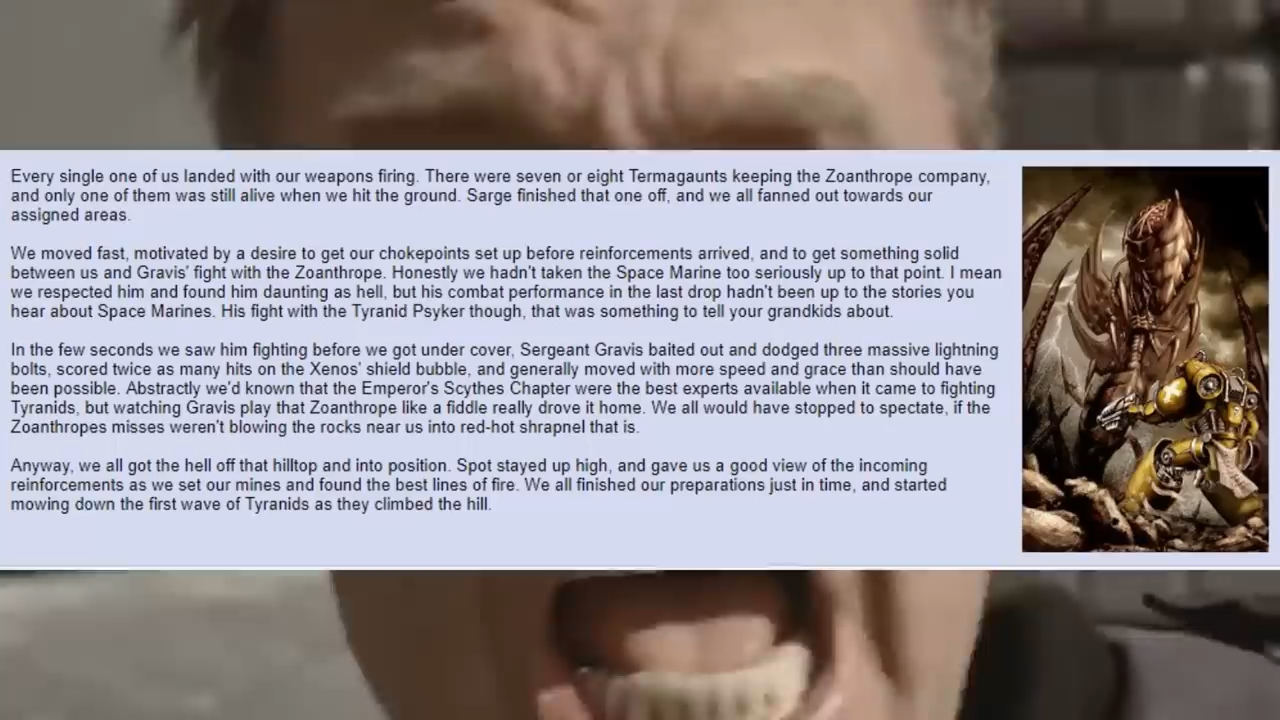 Every single one of us landed with our weapons firing. There were seven or eight Termagaunts keeping the Zoanthrope company,
and only one of them was still alive when we hit the ground. Sarge finished that one off, and we all fanned out towards our
assigned areas.
We moved fast, motivated by a desire to get our chokepoints set up before reinforcements arrived, and to get something solid
between us and Gravis' fight with the Zoanthrope. Honestly we hadn't taken the Space Marine too seriously up to that point. I mean
we respected him and found him daunting as hell, but his combat performance in the last drop hadn't been up to the stories you
hear about Space Marines. His fight with the Tyranid Psyker though, that was something to tell your grandkids about.
In the few seconds we saw him fighting before we got under cover, Sergeant Gravis baited out and dodged three massive lightning
bolts, scored twice as many hits on the Xenos' shield bubble, and generally moved with more speed and grace than should have
been possible. Abstractly we'd known that the Emperor's Scythes Chapter were the best experts available when it came to fighting
Tyranids, but watching Gravis play that Zoanthrope like a fiddle really drove it home. We all would have stopped to spectate, if the
Zoanthropes misses weren't blowing the rocks near us into red-hot shrapnel that is.
Anyway, we all got the hell off that hilltop and into position. Spot stayed up high, and gave us a good view of the incoming
reinforcements as we set our mines and found the best lines of fire. We all finished our preparations just in time, and started
mowing down the first wave of Tyranids as they climbed the hill.